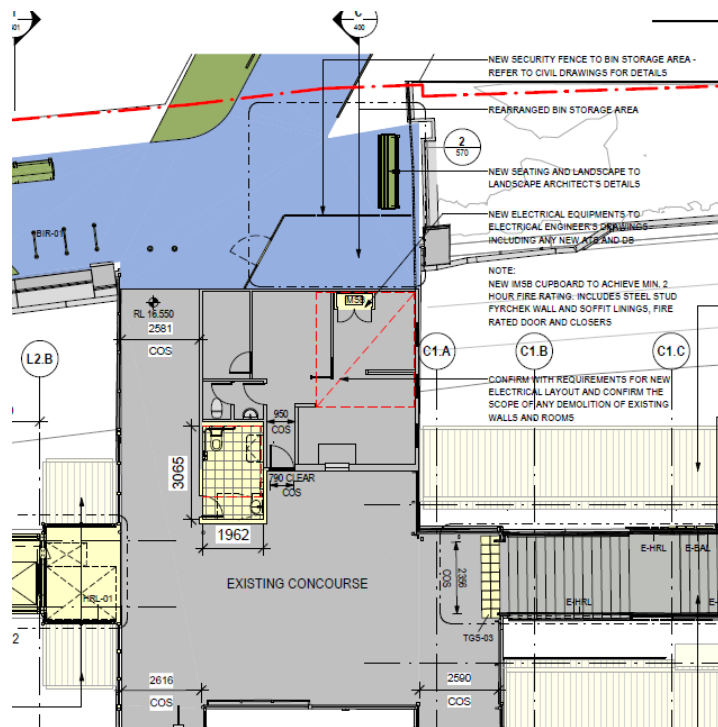 401
C
400
NEW SECURITY FENCE TO BIN STORAGE AREA -
REFER TO CIVIL DRAWINGS FOR DETAILS
REARRANGED BIN STORAGE AREA
2
570
NEW SEATING AND LANDSCAPE TO
LANDSCAPE ARCHITECT'S DETAILS
BIR-01
NEW ELECTRICAL EQUIPMENTS TO
ELECTRICAL ENGINEER'S DRAWINGS
INCLUDING ANY NEW ATS AND DB
NOTE:
NEW MSB CUPBOARD TO ACHIEVE MIN. 2
HOUR FIRE RATING. INCLUDES STEEL STUD
FYRCHEK WALL AND SOFFIT LININGS, FIRE
RATED DOOR AND CLOSERS
MSB
RL 16.550
2581
COS
L2.B
C1.A
C1.B
C1.C
CONFIRM WITH REQUIREMENTS FOR NEW
ELECTRICAL LAYOUT AND CONFIRM THE
SCOPE OF ANY DEMOLITION OF EXISTING
WALLS AND ROOMS
950
COS
3065
790 CLEAR
COS
1962
EXISTING CONCOURSE
COS
2356
E-HRL
E-BAL
HRL-01
E-HRL
E-
TGS-03
2
2616
COS
2590
COS